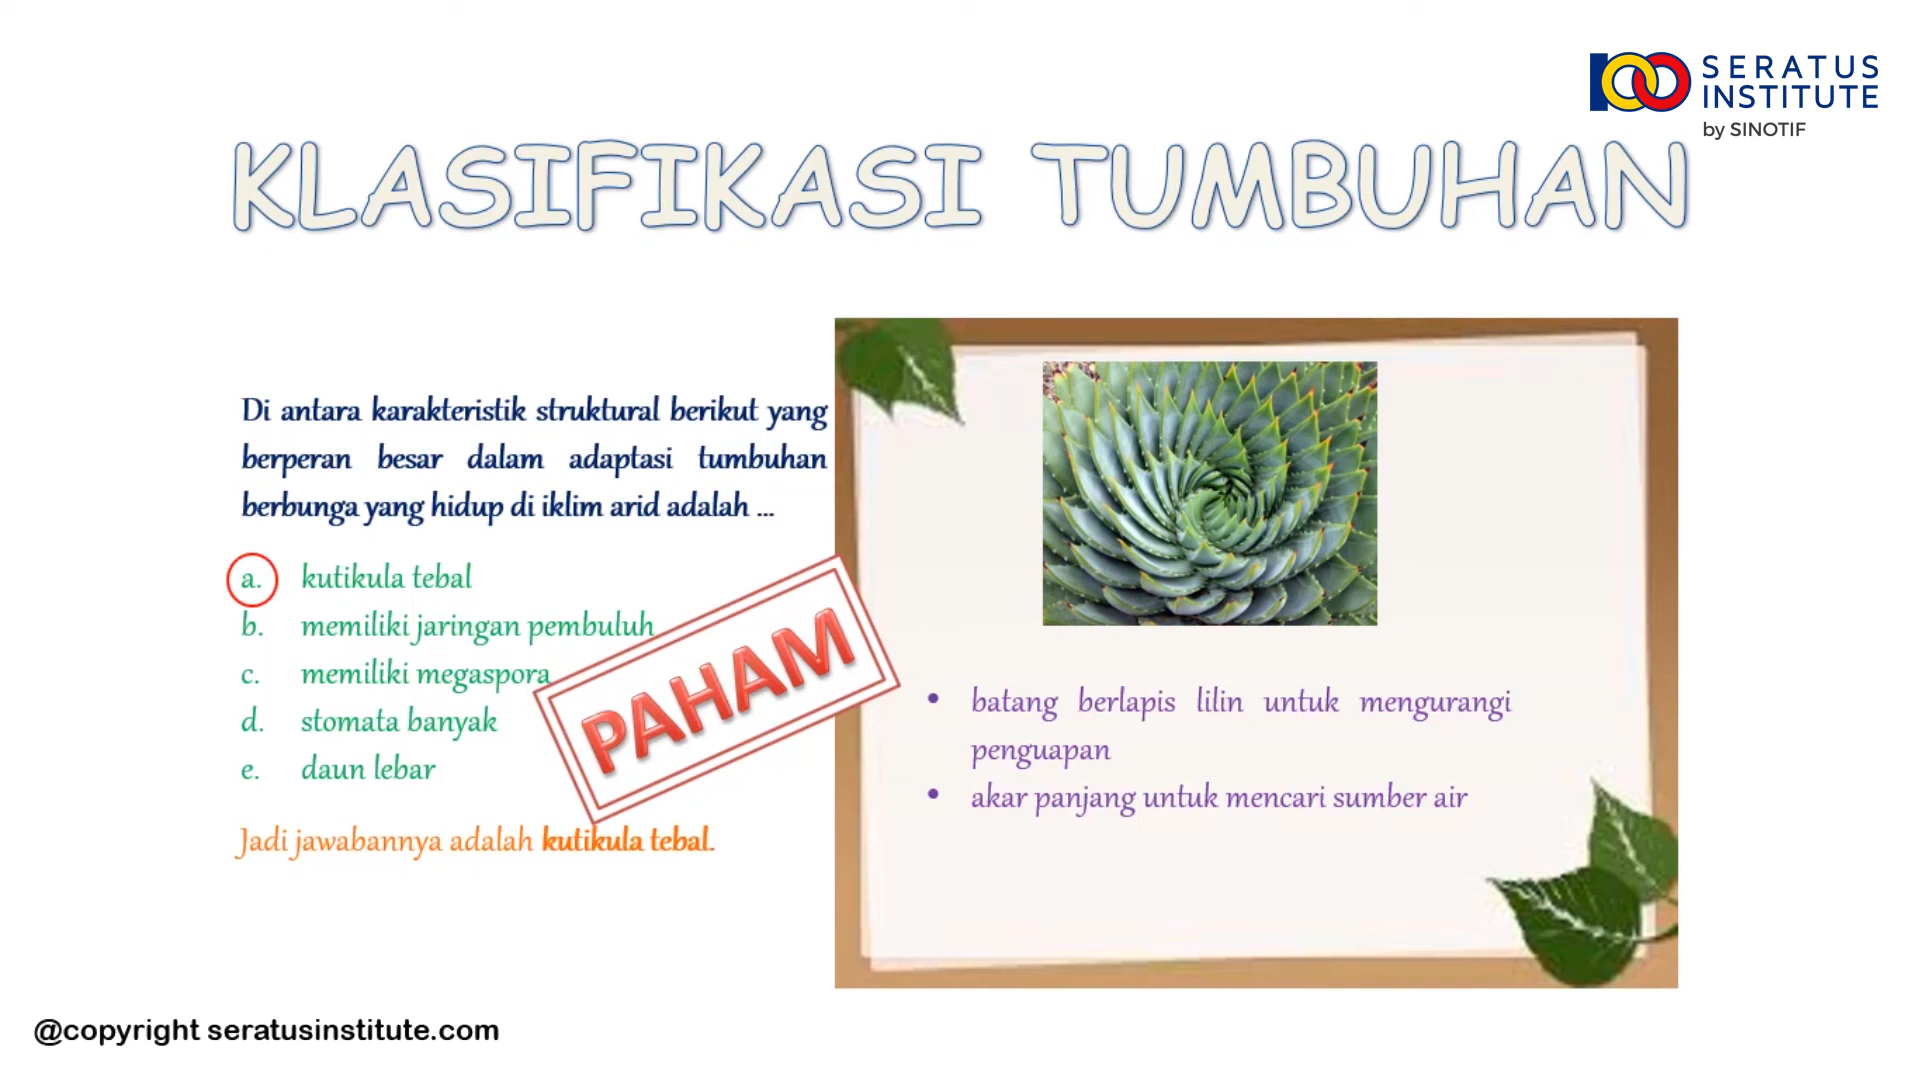 SERATUS
INSTITUTE
by SINOTIF
KLASIFIKASI TUMBUHAN
Di antara karakteristik struktural berikut yang
berperan besar dalam adaptasi tumbuhan
berbunga yang hidup di iklim arid adalah ...
a. kutikula tebal
b. memiliki jaringan pembuluh
c. memiliki megaspora
d. stomata banyak
e. daun lebar
Jadi jawabannya adalah kutikula tebal.
PAHAM
• batang berlapis lilin untuk mengurangi
penguapan
• akar panjang untuk mencari sumber air
@copyright seratusinstitute.com